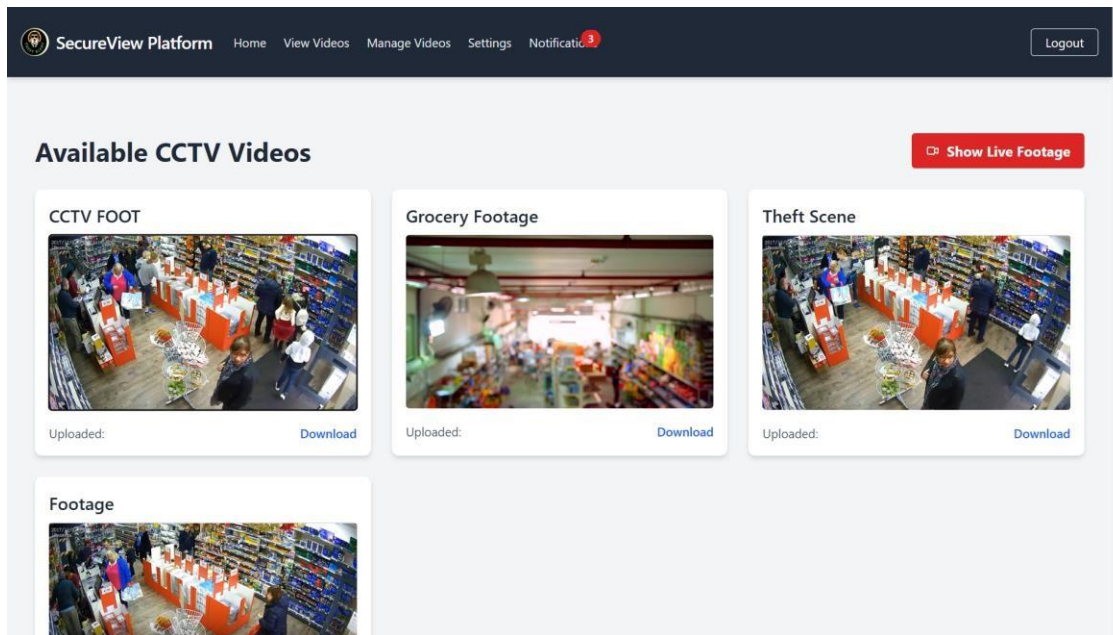 SecureView Platform Home View Videos Manage Videos Settings 3 Logout
Available CCTV Videos
Show Live Footage
CCTV FOOT
Grocery Footage
Theft Scene
Uploaded: Download
Uploaded: Download
Uploaded: Download
Footage